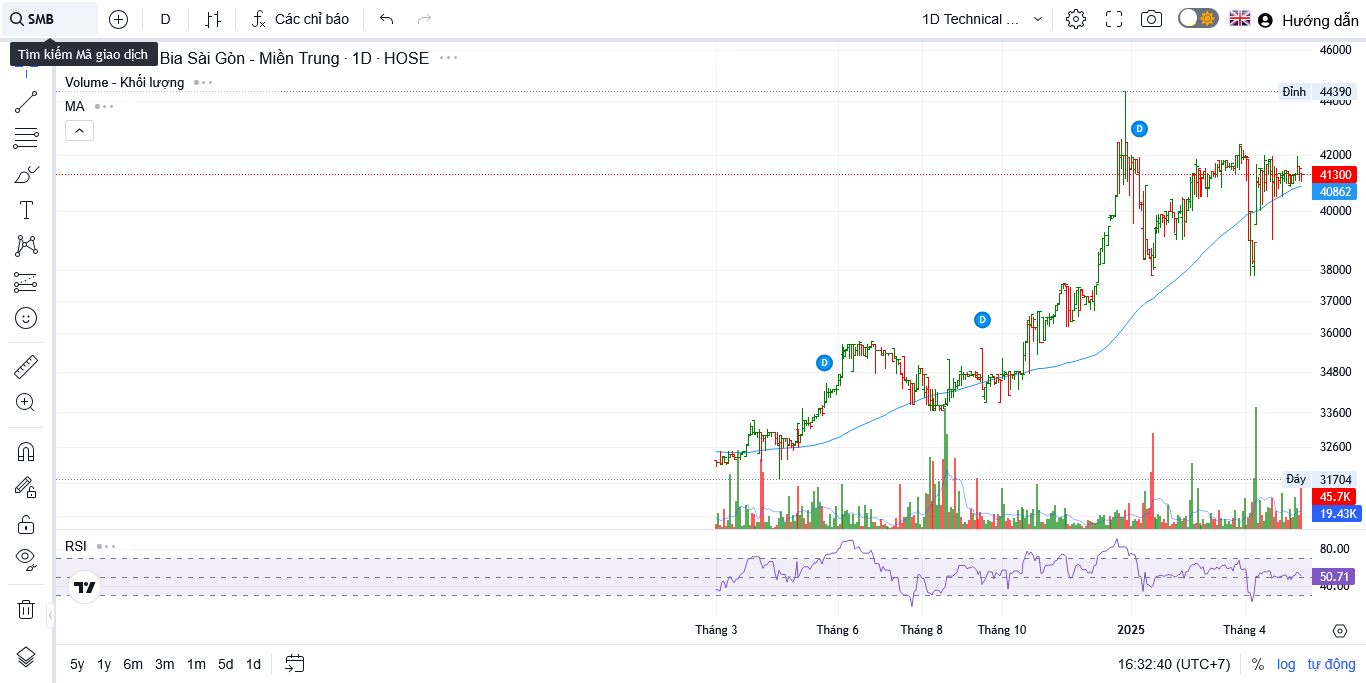 SMB
D
Các chỉ báo
1D Technical ...
Hướng dẫn
Tìm kiếm Mã giao dịch
Bia Sài Gòn - Miền Trung · 1D · HOSE
Volume - Khối lượng
MA
46000
Đỉnh 44390
44000
D
42000
41300
40862
40000
38000
37000
D
36000
D
34800
33600
32600
Đáy 31704
45.7K
19.43K
RSI
80.00
50.71
40.00
Tháng 3 Tháng 6 Tháng 8 Tháng 10 2025 Tháng 4
5y 1y 6m 3m 1m 5d 1d
16:32:40 (UTC+7) % log tự động